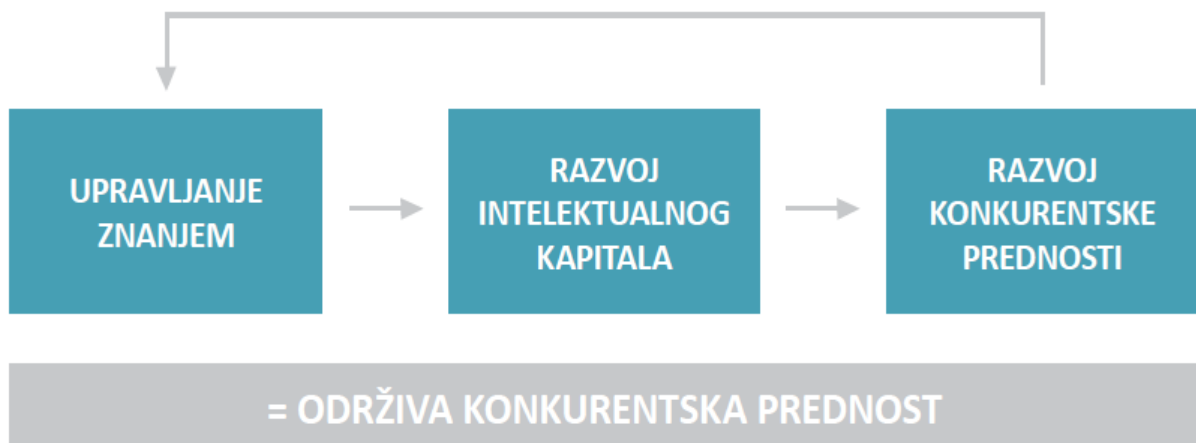 UPRAVLJANJE
ZNANJEM
RAZVOJ
INTELEKTUALNOG
KAPITALA
RAZVOJ
KONKURENTSKE
PREDNOSTI
= ODRŽIVA KONKURENTSKA PREDNOST